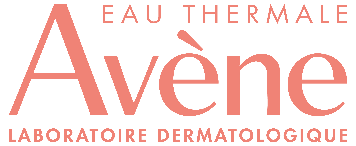 EAU THERMALE
Avène
LABORATOIRE DERMATOLOGIQUE